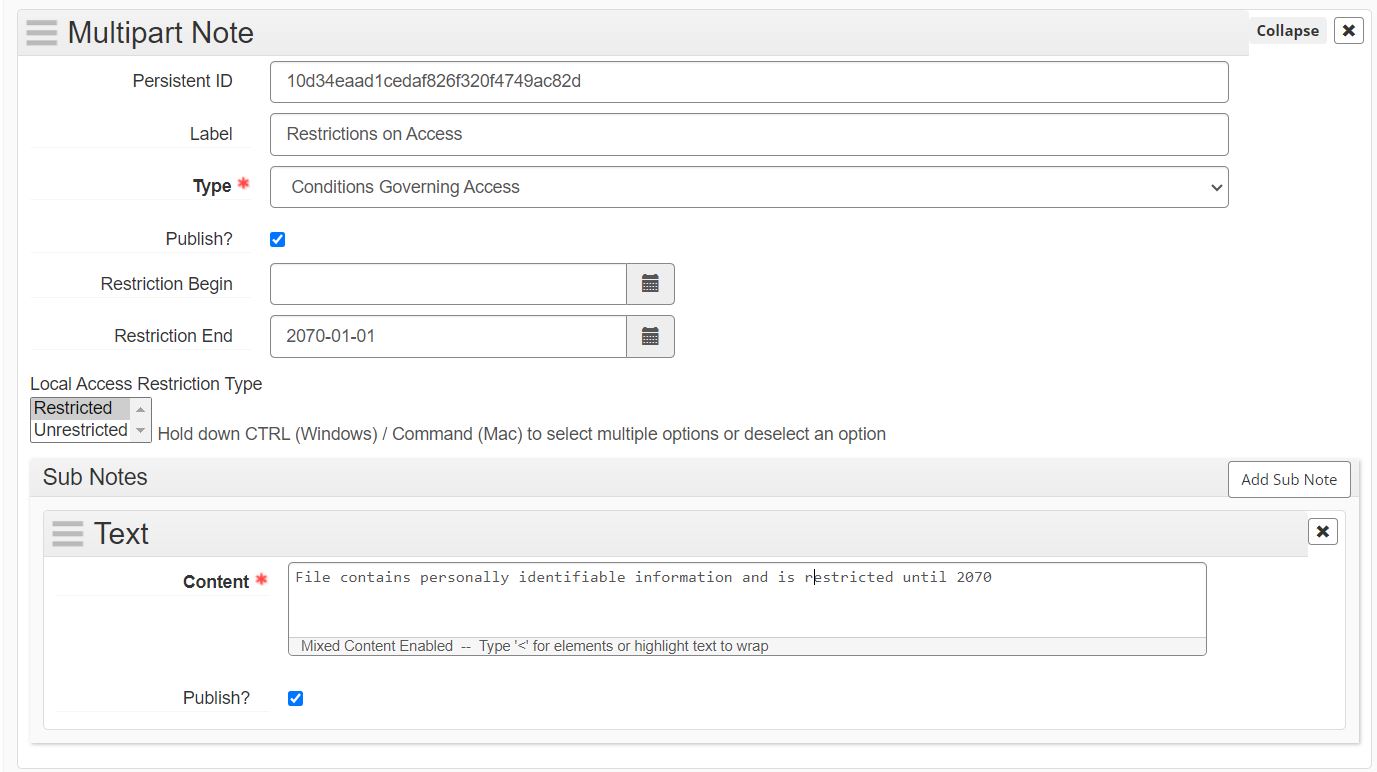 Multipart Note
Collapse
Persistent ID 10d34eaad1cedaf826f320f4749ac82d
Label Restrictions on Access
Type * Conditions Governing Access
Publish?
Restriction Begin
Restriction End 2070-01-01
Local Access Restriction Type
Restricted
Unrestricted Hold down CTRL (Windows) / Command (Mac) to select multiple options or deselect an option
Sub Notes Add Sub Note
Text
Content * File contains personally identifiable information and is restricted until 2070
Mixed Content Enabled -- Type '<' for elements or highlight text to wrap
Publish?